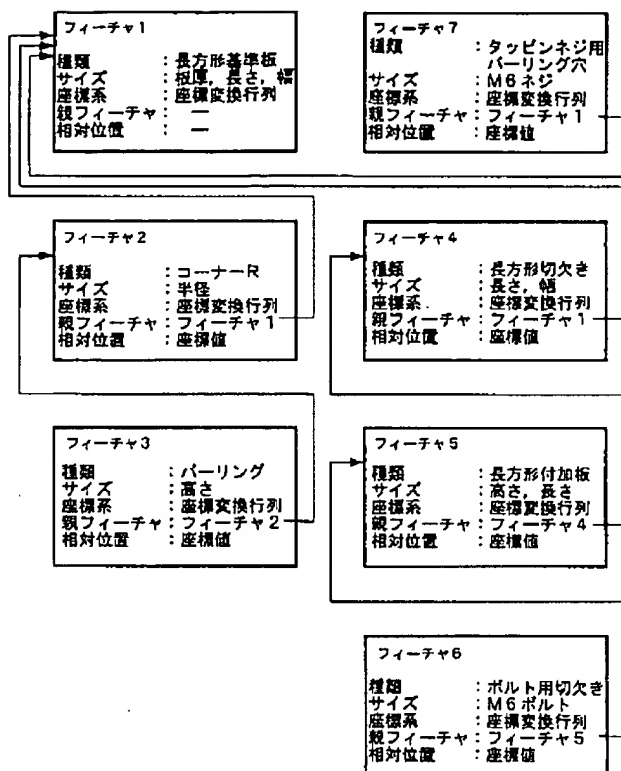 フィーチャ1
種類 : 長方形基準板
サイズ : 板厚, 長さ, 幅
座標系 : 座標変換行列
親フィーチャ : ー
相対位置 : ー
フィーチャ7
種類 : タッピンネジ用
バーリング穴
サイズ : M6ネジ
座標系 : 座標変換行列
親フィーチャ : フィーチャ1
相対位置 : 座標値
フィーチャ2
種類 : コーナーR
サイズ : 半径
座標系 : 座標変換行列
親フィーチャ : フィーチャ1
相対位置 : 座標値
フィーチャ4
種類 : 長方形切欠き
サイズ : 長さ, 幅
座標系 : 座標変換行列
親フィーチャ : フィーチャ1
相対位置 : 座標値
フィーチャ3
種類 : バーリング
サイズ : 高さ
座標系 : 座標変換行列
親フィーチャ : フィーチャ2
相対位置 : 座標値
フィーチャ5
種類 : 長方形付加板
サイズ : 高さ, 長さ
座標系 : 座標変換行列
親フィーチャ : フィーチャ4
相対位置 : 座標値
フィーチャ6
種類 : ボルト用切欠き
サイズ : M6ボルト
座標系 : 座標変換行列
親フィーチャ : フィーチャ5
相対位置 : 座標値